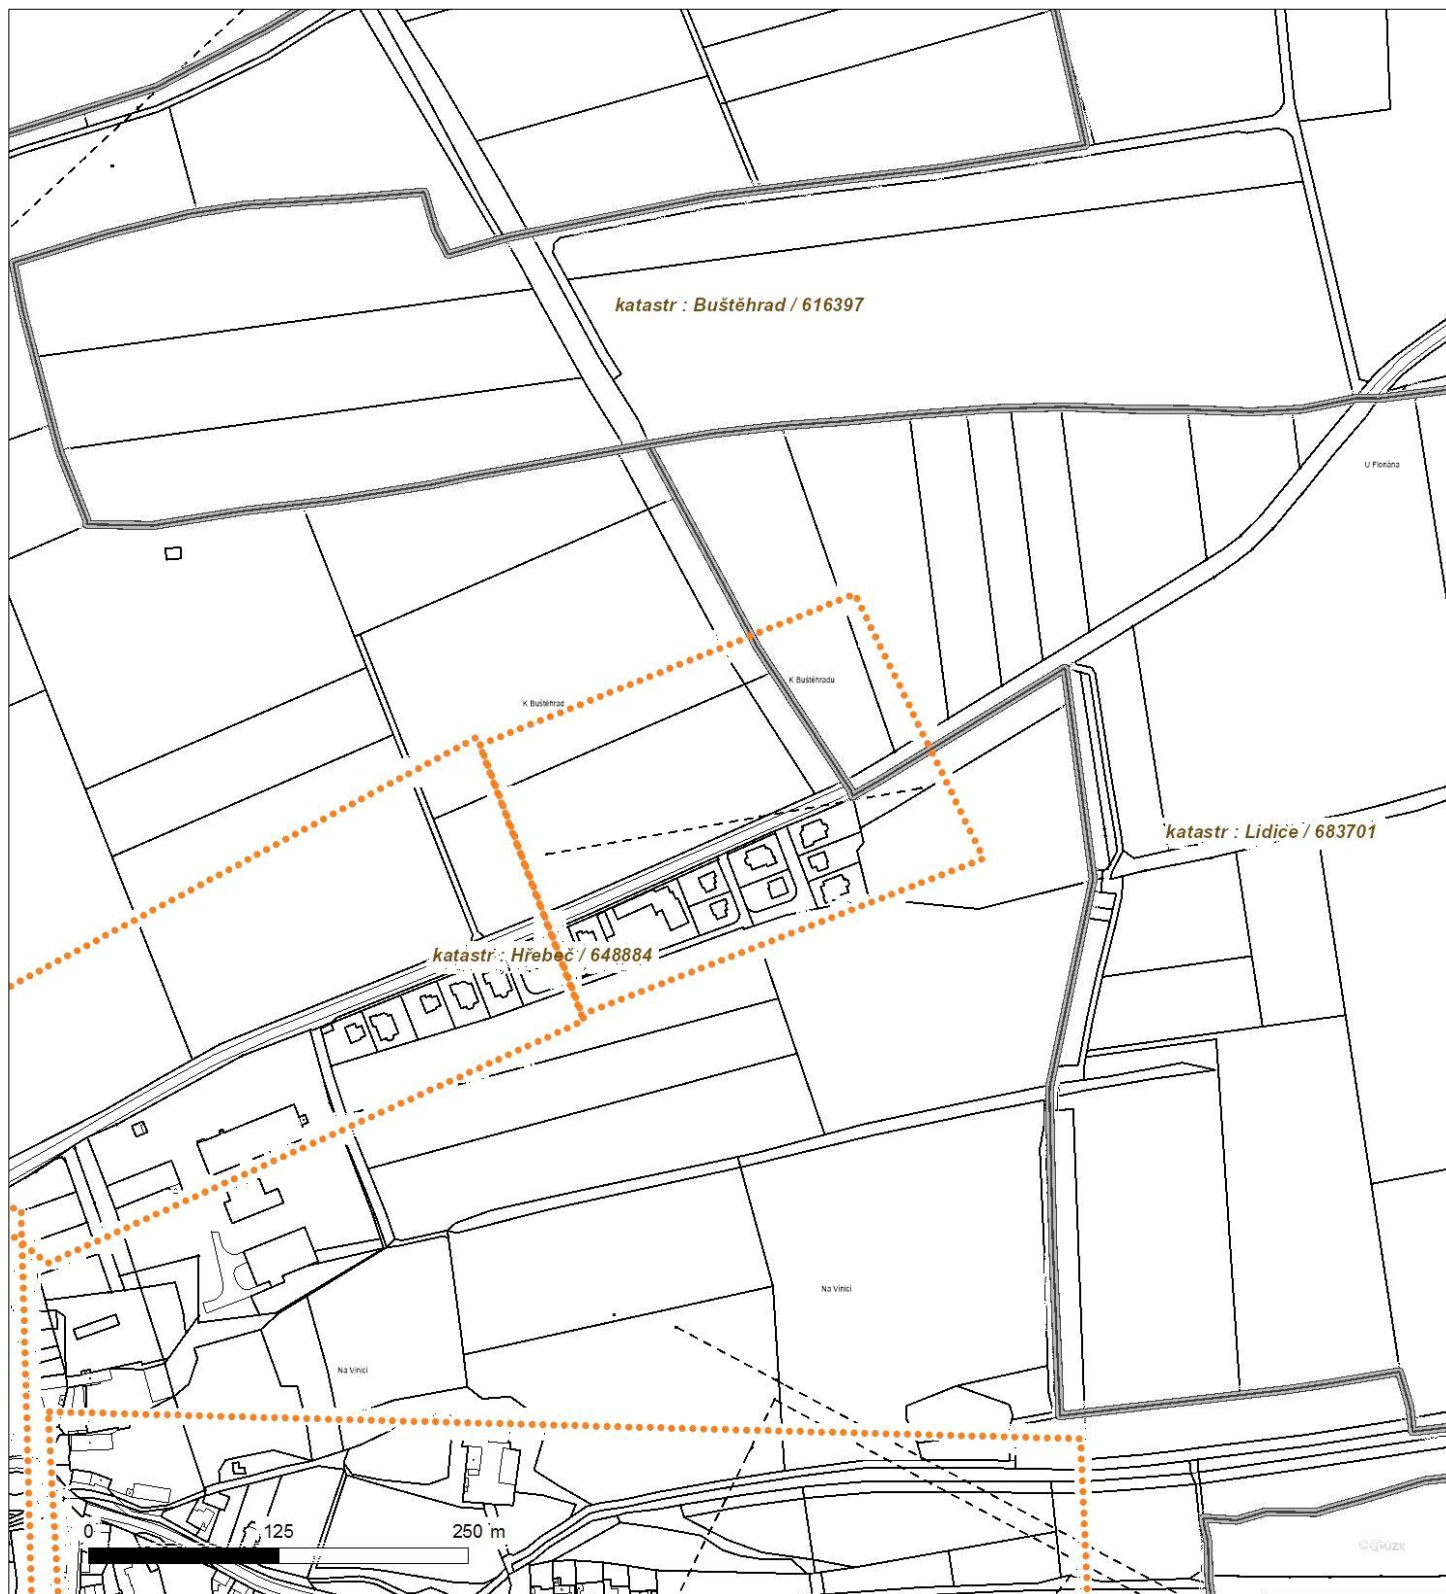 katastr : Buštěhrad / 616397
U Floriána
K Buštěhradu
K Buštěhrad
katastr : Lidice / 683701
katastr : Hřebeč / 648884
Na Vinici
Na Vinici
0 125 250 m